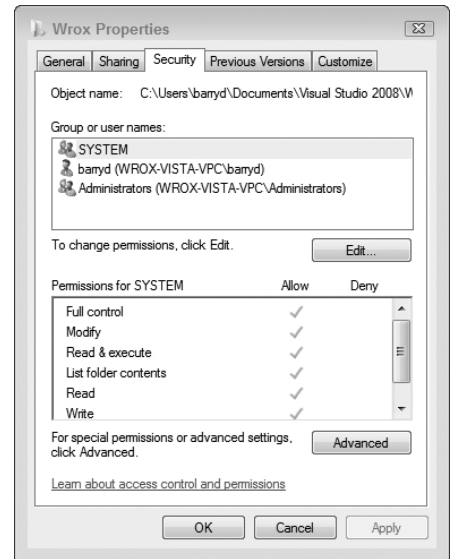 Wrox Properties
General Sharing Security Previous Versions Customize
Object name: C:\Users\barryd\Documents\Visual Studio 2008\W
Group or user names:
SYSTEM
barryd (WROX-VISTA-VPC\barryd)
Administrators (WROX-VISTA-VPC\Administrators)
To change permissions, click Edit.
Edit...
Permissions for SYSTEM Allow Deny
Full control
Modify
Read & execute
List folder contents
Read
Write
For special permissions or advanced settings,
click Advanced.
Advanced
Learn about access control and permissions
OK Cancel Apply